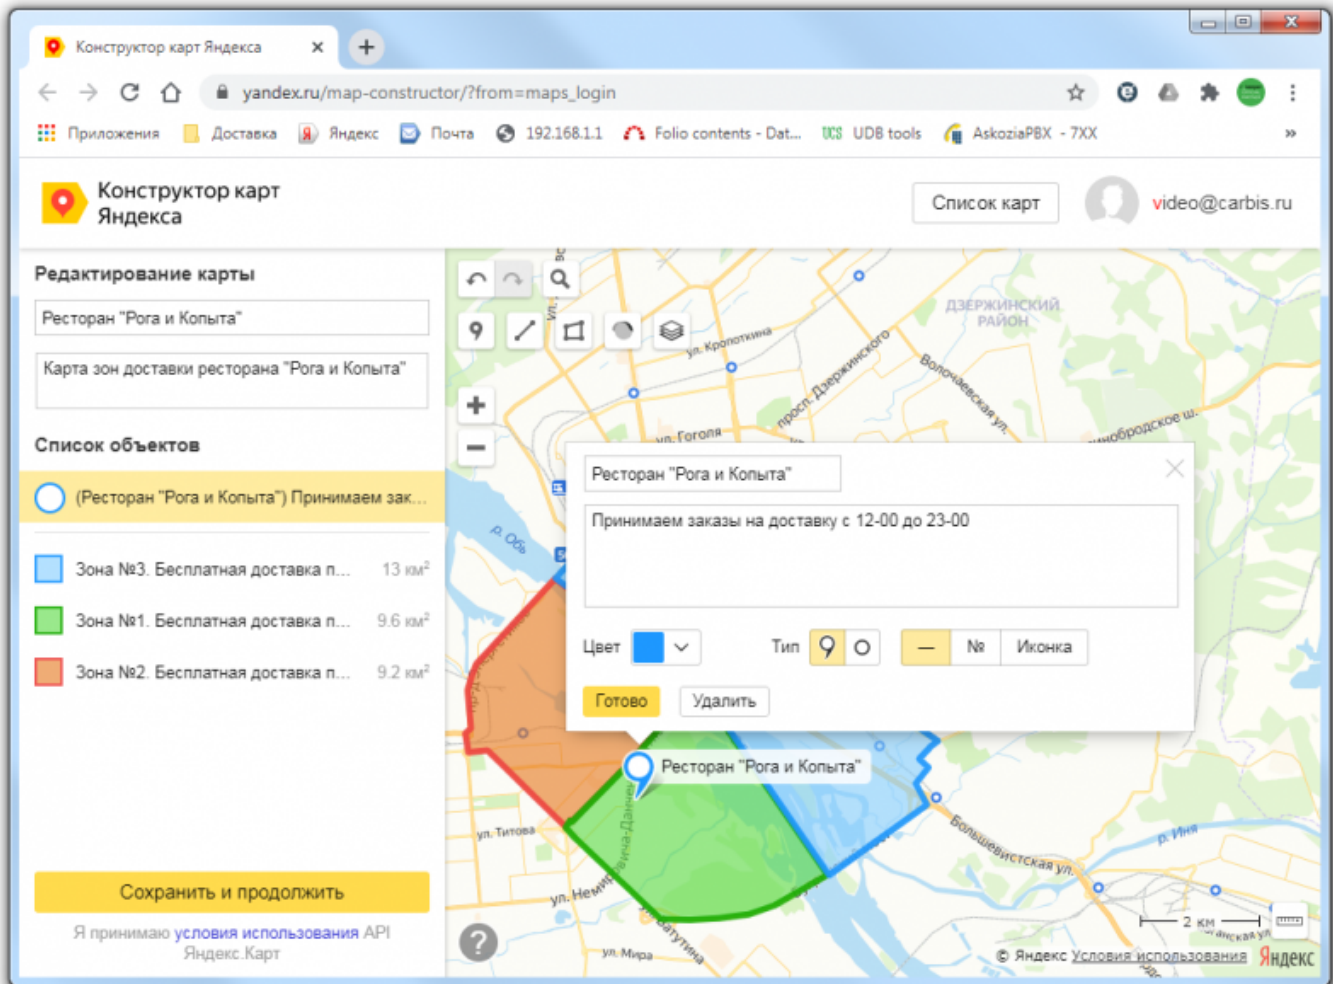 Конструктор карт Яндекса
yandex.ru/map-constructor/?from=maps_login
Приложения Доставка Яндекс Почта 192.168.1.1 Folio contents - Dat... UCS UDB tools AskoziaPBX - 7XX »
Конструктор карт
Яндекса
Список карт
video@carbis.ru
Редактирование карты
Ресторан "Рога и Копыта"
Карта зон доставки ресторана "Рога и Копыта"
Список объектов
(Ресторан "Рога и Копыта") Принимаем зак...
Зона №3. Бесплатная доставка п... 13 км²
Зона №1. Бесплатная доставка п... 9.6 км²
Зона №2. Бесплатная доставка п... 9.2 км²
Сохранить и продолжить
Я принимаю условия использования API
Яндекс.Карт
ДЗЕРЖИНСКИЙ
РАЙОН
ул. Кропоткина
просп. Дзержинского
Волочаевская ул.
ул. Гоголя
р. Обь
Ресторан "Рога и Копыта"
Принимаем заказы на доставку с 12-00 до 23-00
Цвет Тип № Иконка
Готово Удалить
Ресторан "Рога и Копыта"
ул. Титова
Большевистская ул.
р. Иня
ул. Мира
2 км
© Яндекс Условия использования Яндекс